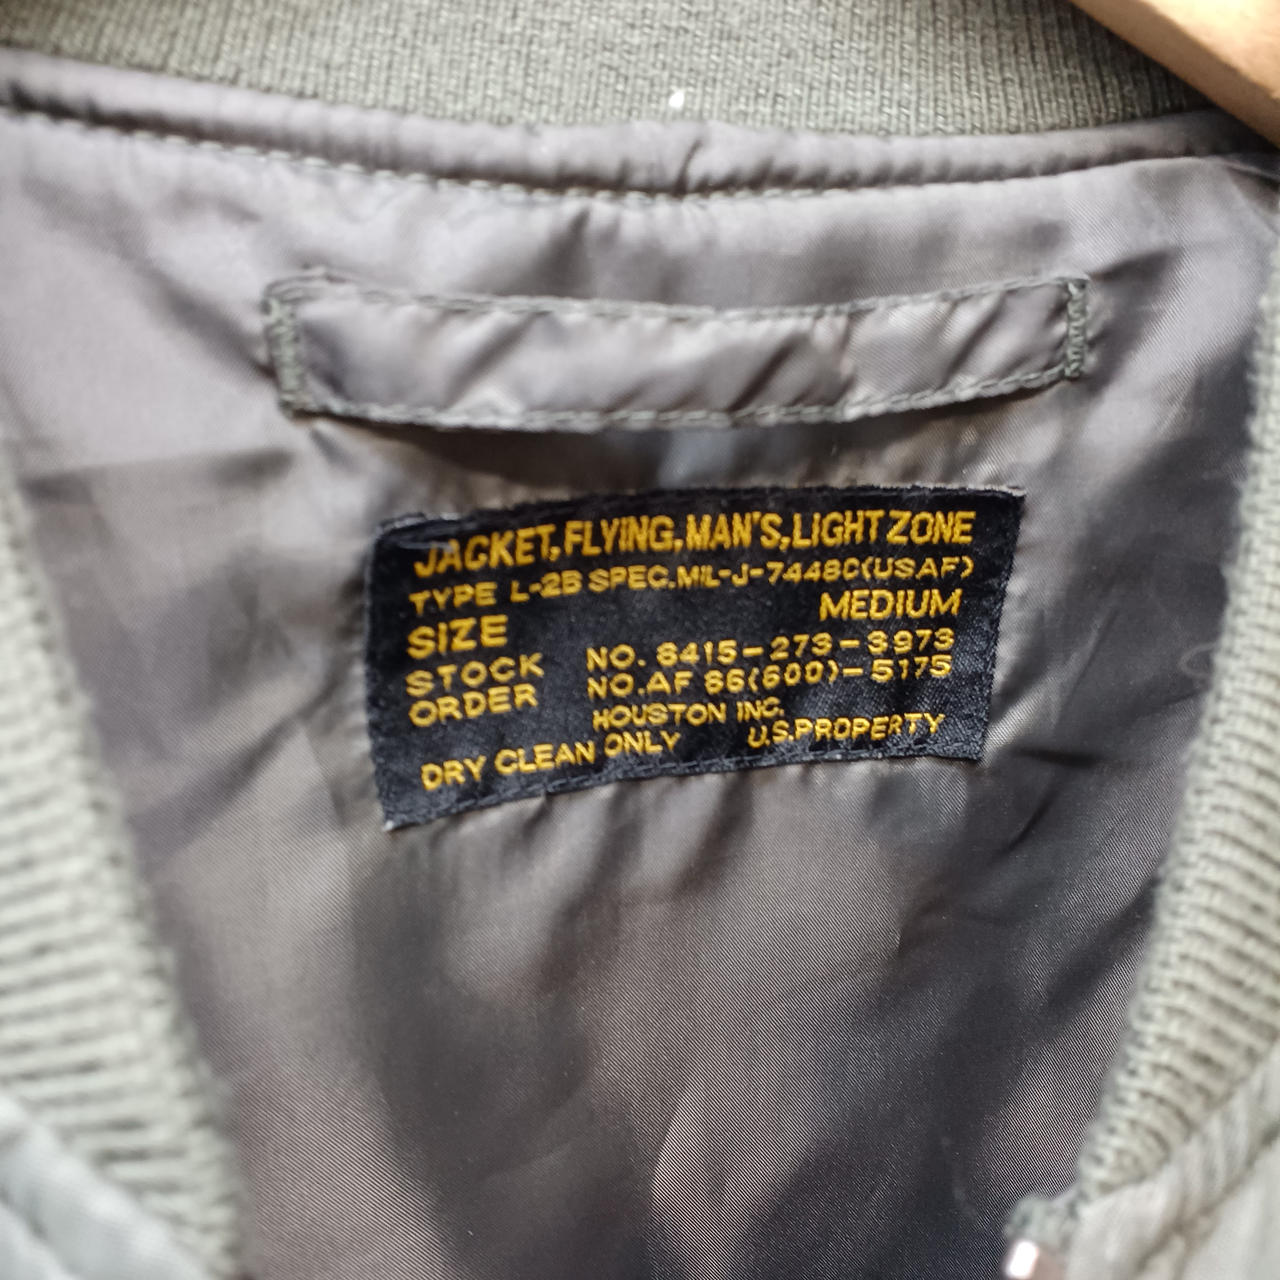 JACKET, FLYING, MAN'S, LIGHT ZONE
TYPE L-2B SPEC. MIL-J-7448C(USAF)
SIZE MEDIUM
STOCK NO. 8415-273-3973
ORDER NO. AF 86(600)-5175
HOUSTON INC.
DRY CLEAN ONLY U.S. PROPERTY